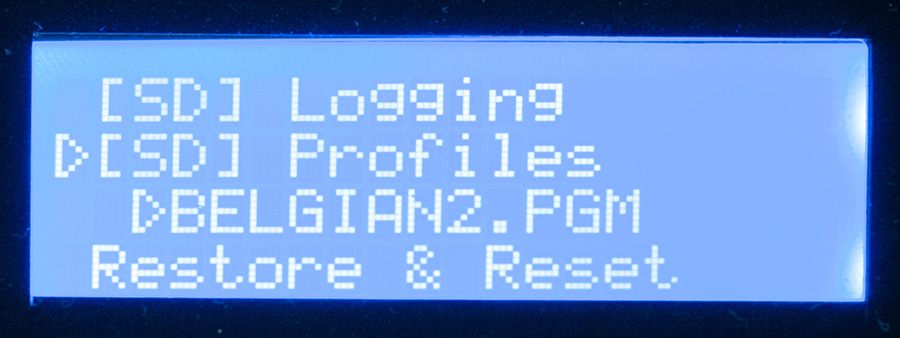 [SD] Logging
▷[SD] Profiles
▷BELGIAN2.PGM
Restore & Reset